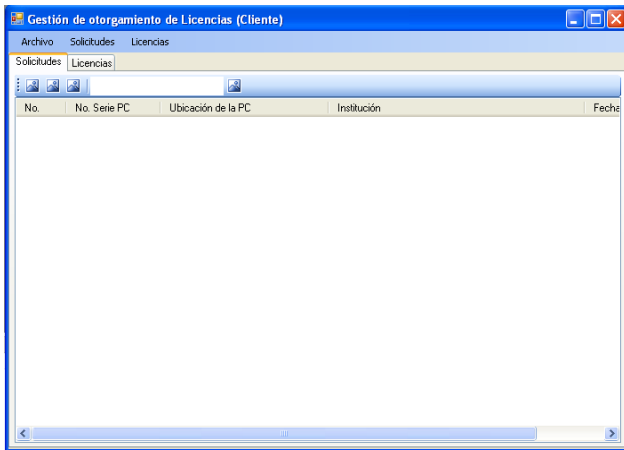 Gestión de otorgamiento de Licencias (Cliente)
Archivo Solicitudes Licencias
Solicitudes Licencias
No. No. Serie PC Ubicación de la PC Institución Fecha